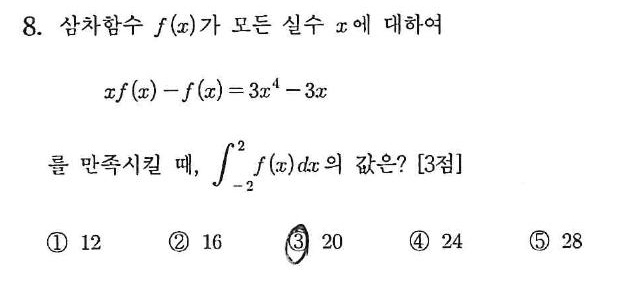 8. 삼차함수 f(x)가 모든 실수 x에 대하여
xf(x)-f(x)=3x⁴-3x
를 만족시킬 때, ∫₋₂² f(x)dx의 값은? [3점]
① 12 ② 16 ③ 20 ④ 24 ⑤ 28